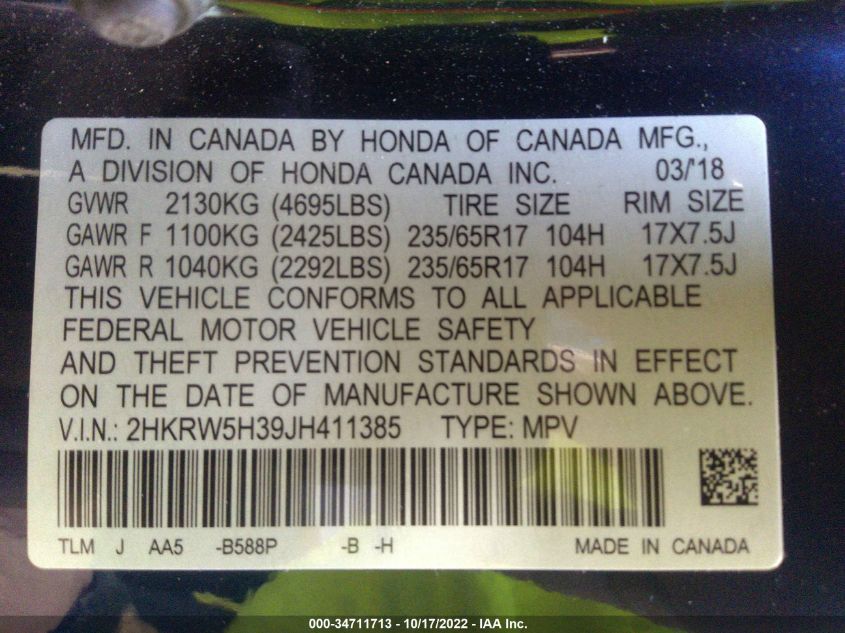 MFD. IN CANADA BY HONDA OF CANADA MFG.,
A DIVISION OF HONDA CANADA INC. 03/'18
GVWR 2130KG (4695LBS) TIRE SIZE RIM SIZE
GAWR F 1100KG (2425LBS) 235/65R17 104H 17X7.5J
GAWR R 1040KG (2292LBS) 235/65R17 104H 17X7.5J
THIS VEHICLE CONFORMS TO ALL APPLICABLE
FEDERAL MOTOR VEHICLE SAFETY
AND THEFT PREVENTION STANDARDS IN EFFECT
ON THE DATE OF MANUFACTURE SHOWN ABOVE.
V.I.N.: 2HKRW5H39JH411385 TYPE: MPV
TLM J AA5 -B588P -B -H MADE IN CANADA
000-34711713 - 10/17/2022 - IAA Inc.